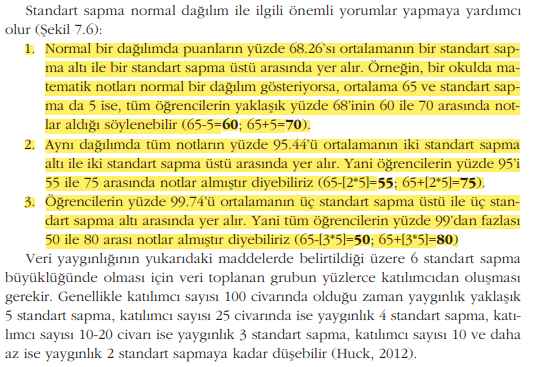 Standart sapma normal dağılım ile ilgili önemli yorumlar yapmaya yardımcı
olur (Şekil 7.6):
1. Normal bir dağılımda puanların yüzde 68.26'sı ortalamanın bir standart sap-
ma altı ile bir standart sapma üstü arasında yer alır. Örneğin, bir okulda ma-
tematik notları normal bir dağılım gösteriyorsa, ortalama 65 ve standart sap-
ma da 5 ise, tüm öğrencilerin yaklaşık yüzde 68'inin 60 ile 70 arasında not-
lar aldığı söylenebilir (65-5=60; 65+5=70).
2. Aynı dağılımda tüm notların yüzde 95.44'ü ortalamanın iki standart sapma
altı ile iki standart sapma üstü arasında yer alır. Yani öğrencilerin yüzde 95'i
55 ile 75 arasında notlar almıştır diyebiliriz (65-[2*5]=55; 65+[2*5]=75).
3. Öğrencilerin yüzde 99.74'ü ortalamanın üç standart sapma üstü ile üç stan-
dart sapma altı arasında yer alır. Yani tüm öğrencilerin yüzde 99'dan fazlası
50 ile 80 arası notlar almıştır diyebiliriz (65-[3*5]=50; 65+[3*5]=80)
Veri yaygınlığının yukarıdaki maddelerde belirtildiği üzere 6 standart sapma
büyüklüğünde olması için veri toplanan grubun yüzlerce katılımcıdan oluşması
gerekir. Genellikle katılımcı sayısı 100 civarında olduğu zaman yaygınlık yaklaşık
5 standart sapma, katılımcı sayısı 25 civarında ise yaygınlık 4 standart sapma, katı-
lımcı sayısı 10-20 civarı ise yaygınlık 3 standart sapma, katılımcı sayısı 10 ve daha
az ise yaygınlık 2 standart sapmaya kadar düşebilir (Huck, 2012).